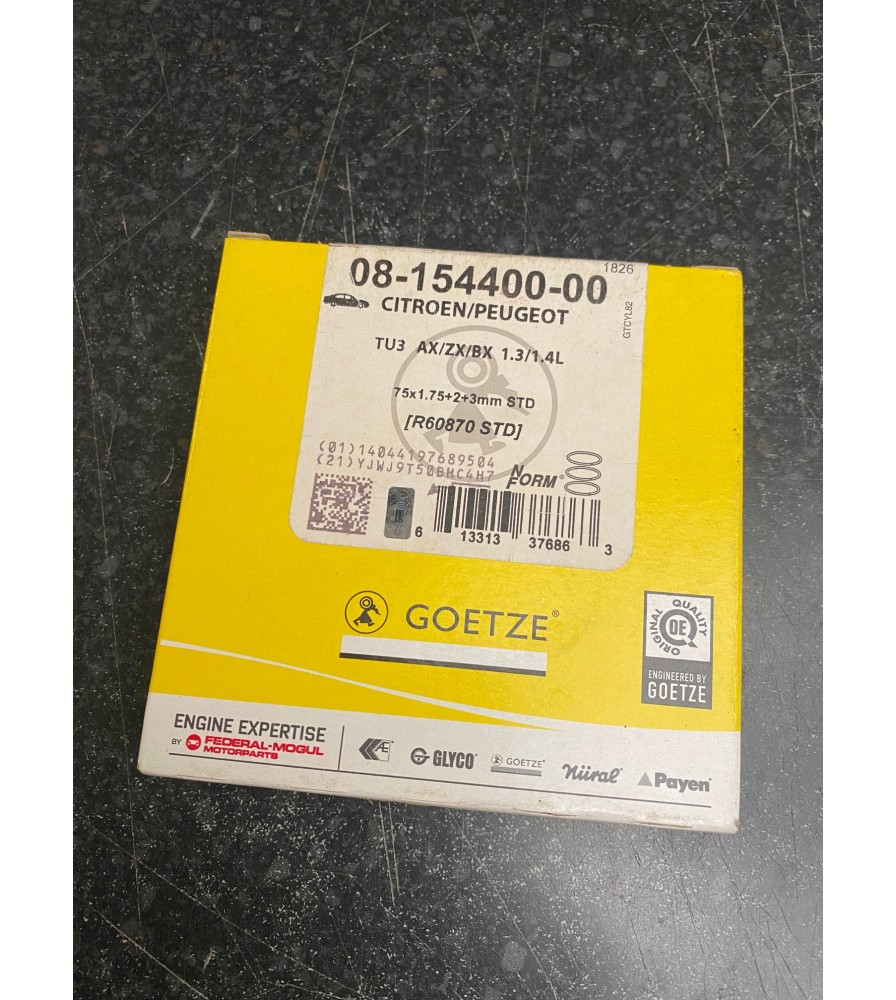 08-154400-00
1826
CITROEN/PEUGEOT
GTCYL82
TU3 AX/ZX/BX 1.3/1.4L
75x1.75+2+3mm STD
[R60870 STD]
(01)14044197689504
(21)YJWJ9T50BHC4H7
N FORM®
6 13313 37686 3
GOETZE®
ORIGINAL QUALITY
OE
ENGINEERED BY
GOETZE
ENGINE EXPERTISE
BY FEDERAL-MOGUL
MOTORPARTS
AE
GLYCO®
GOETZE®
Nüral®
Payen®